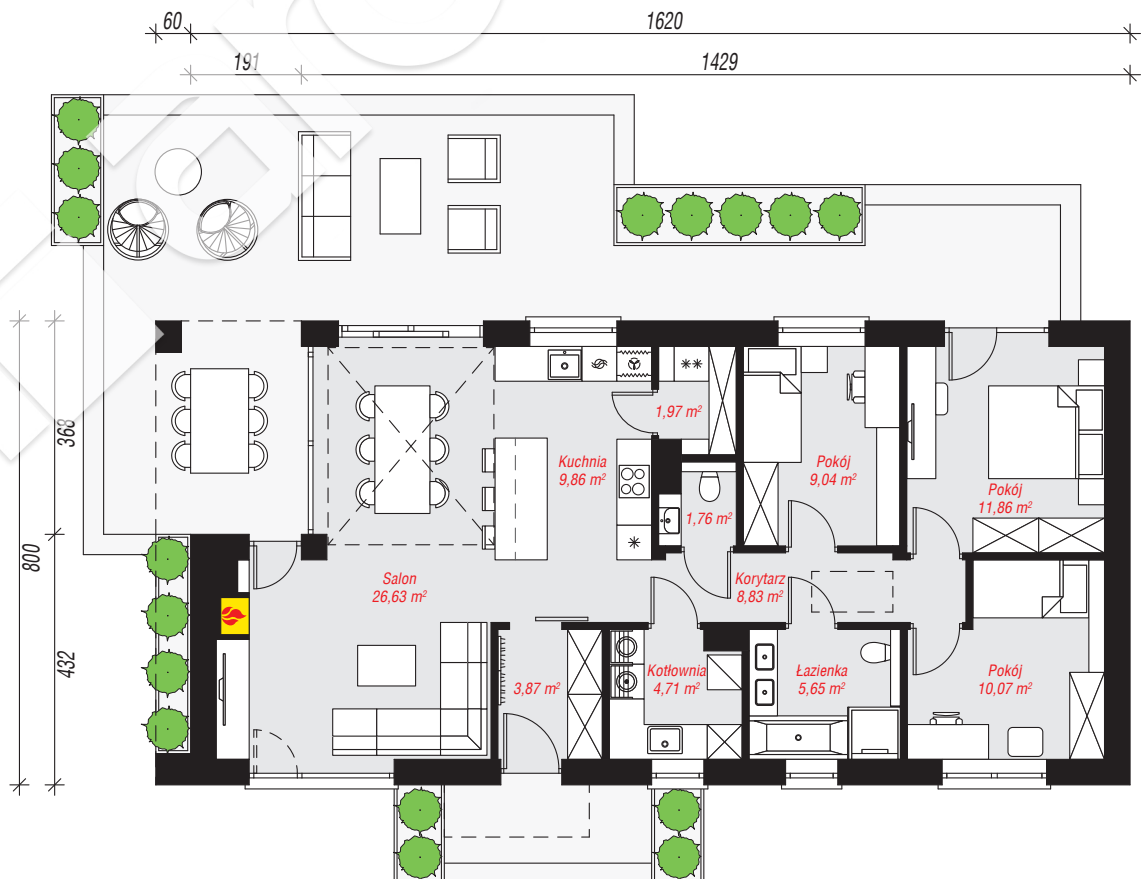 60
1620
191
1429
368
800
432
1,97 m²
Kuchnia
9,86 m²
Pokój
9,04 m²
Pokój
11,86 m²
1,76 m²
Salon
26,63 m²
Korytarz
8,83 m²
3,87 m²
Kotłownia
4,71 m²
Łazienka
5,65 m²
Pokój
10,07 m²